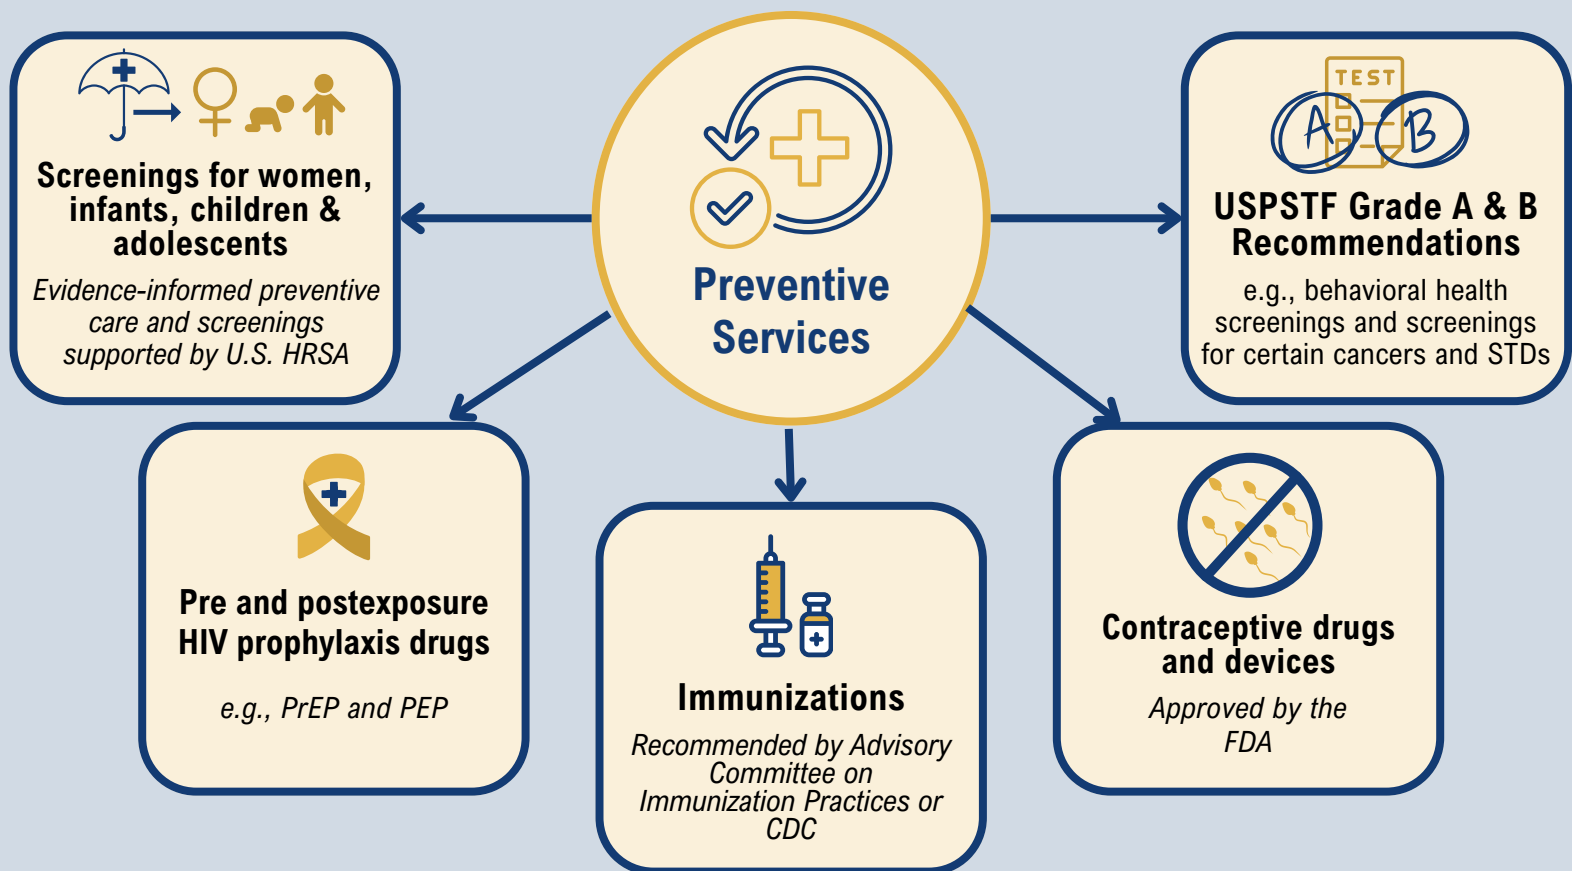 Preventive
Services
Screenings for women,
infants, children &
adolescents
Evidence-informed preventive
care and screenings
supported by U.S. HRSA
TEST
A
B
USPSTF Grade A & B
Recommendations
e.g., behavioral health
screenings and screenings
for certain cancers and STDs
Pre and postexposure
HIV prophylaxis drugs
e.g., PrEP and PEP
Immunizations
Recommended by Advisory
Committee on
Immunization Practices or
CDC
Contraceptive drugs
and devices
Approved by the
FDA